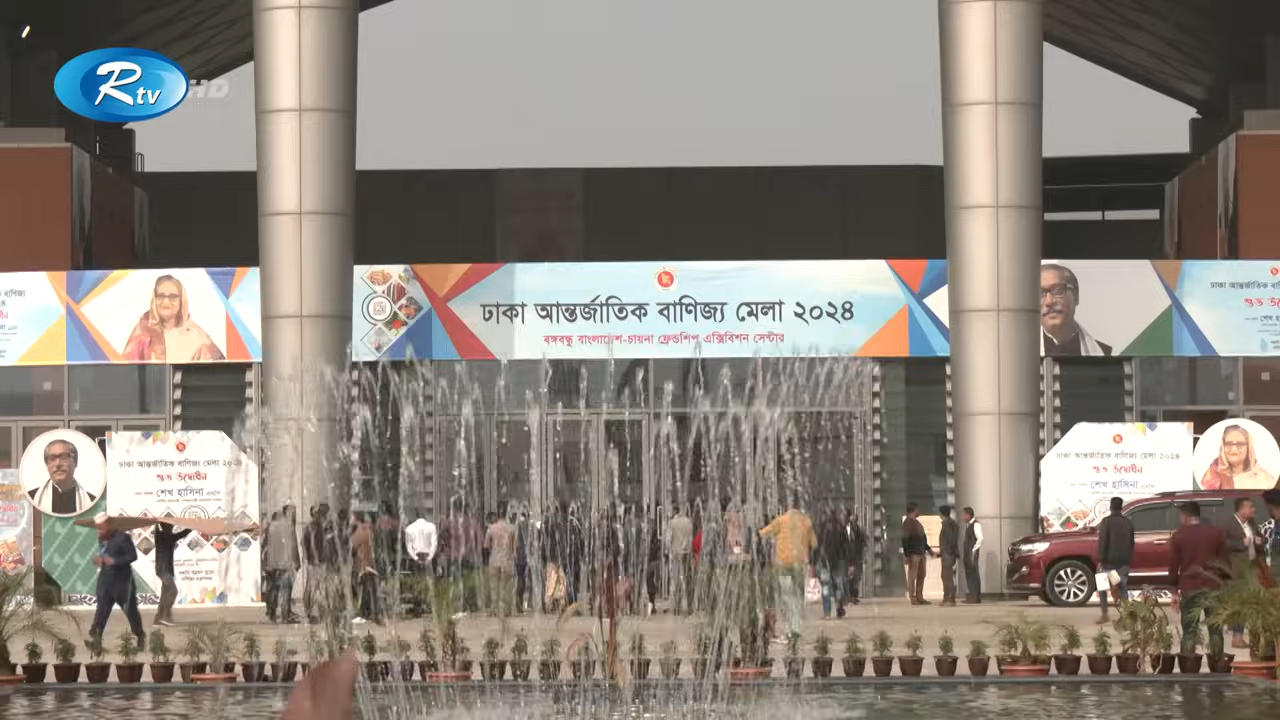 Rtv HD
ঢাকা আন্তর্জাতিক বাণিজ্য মেলা ২০২৪
বঙ্গবন্ধু বাংলাদেশ-চায়না ফ্রেন্ডশিপ এক্সিবিশন সেন্টার
ঢাকা আন্তর্জাতিক বাণিজ্য মেলা ২০২৪
শুভ উদ্বোধন
শেখ হাসিনা
ঢাকা আন্তর্জাতিক বাণিজ্য মেলা ২০২৪
শুভ উদ্বোধন
শেখ হাসিনা